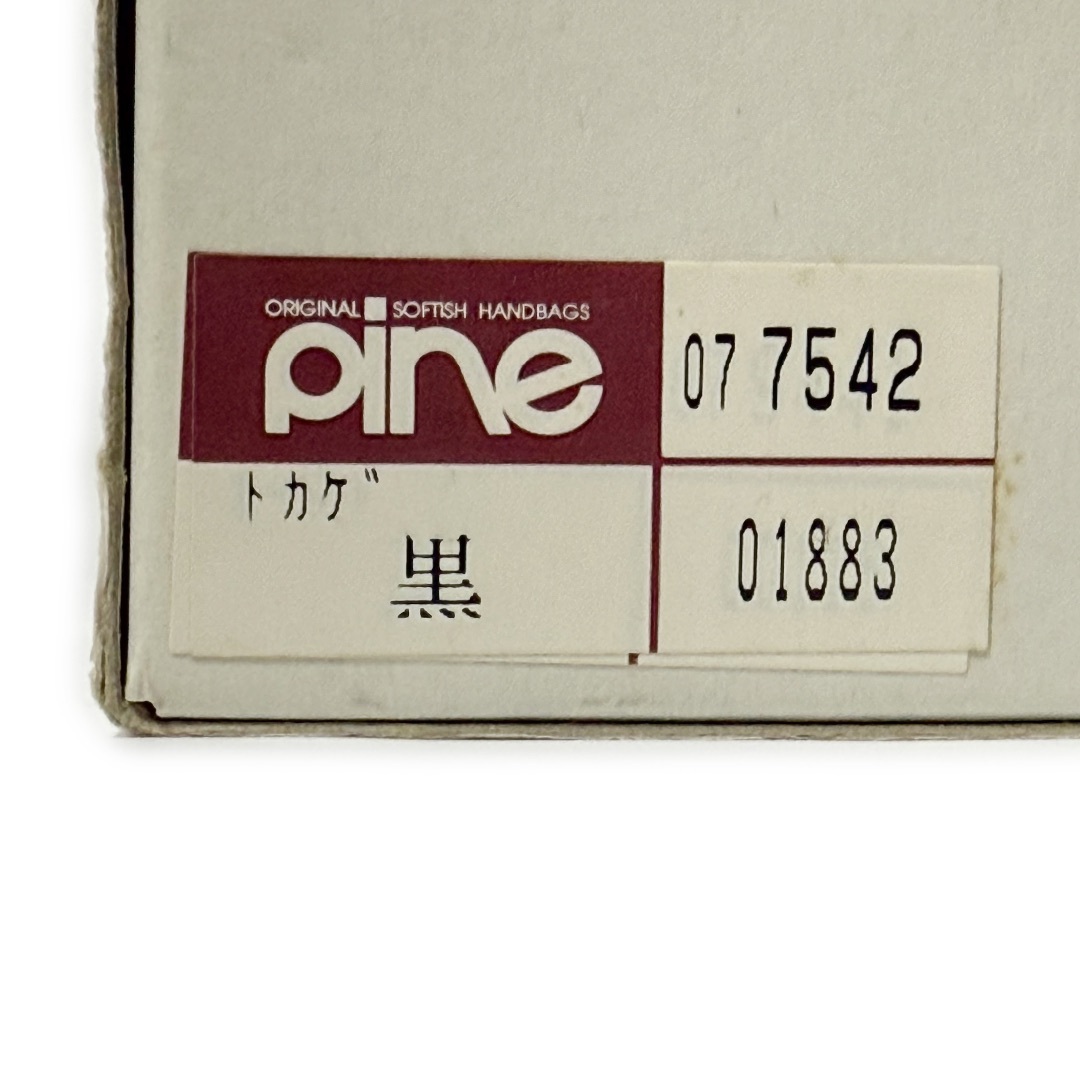 ORIGINAL SOFTISH HANDBAGS
pine
07 7542
トカゲ
黒
01883